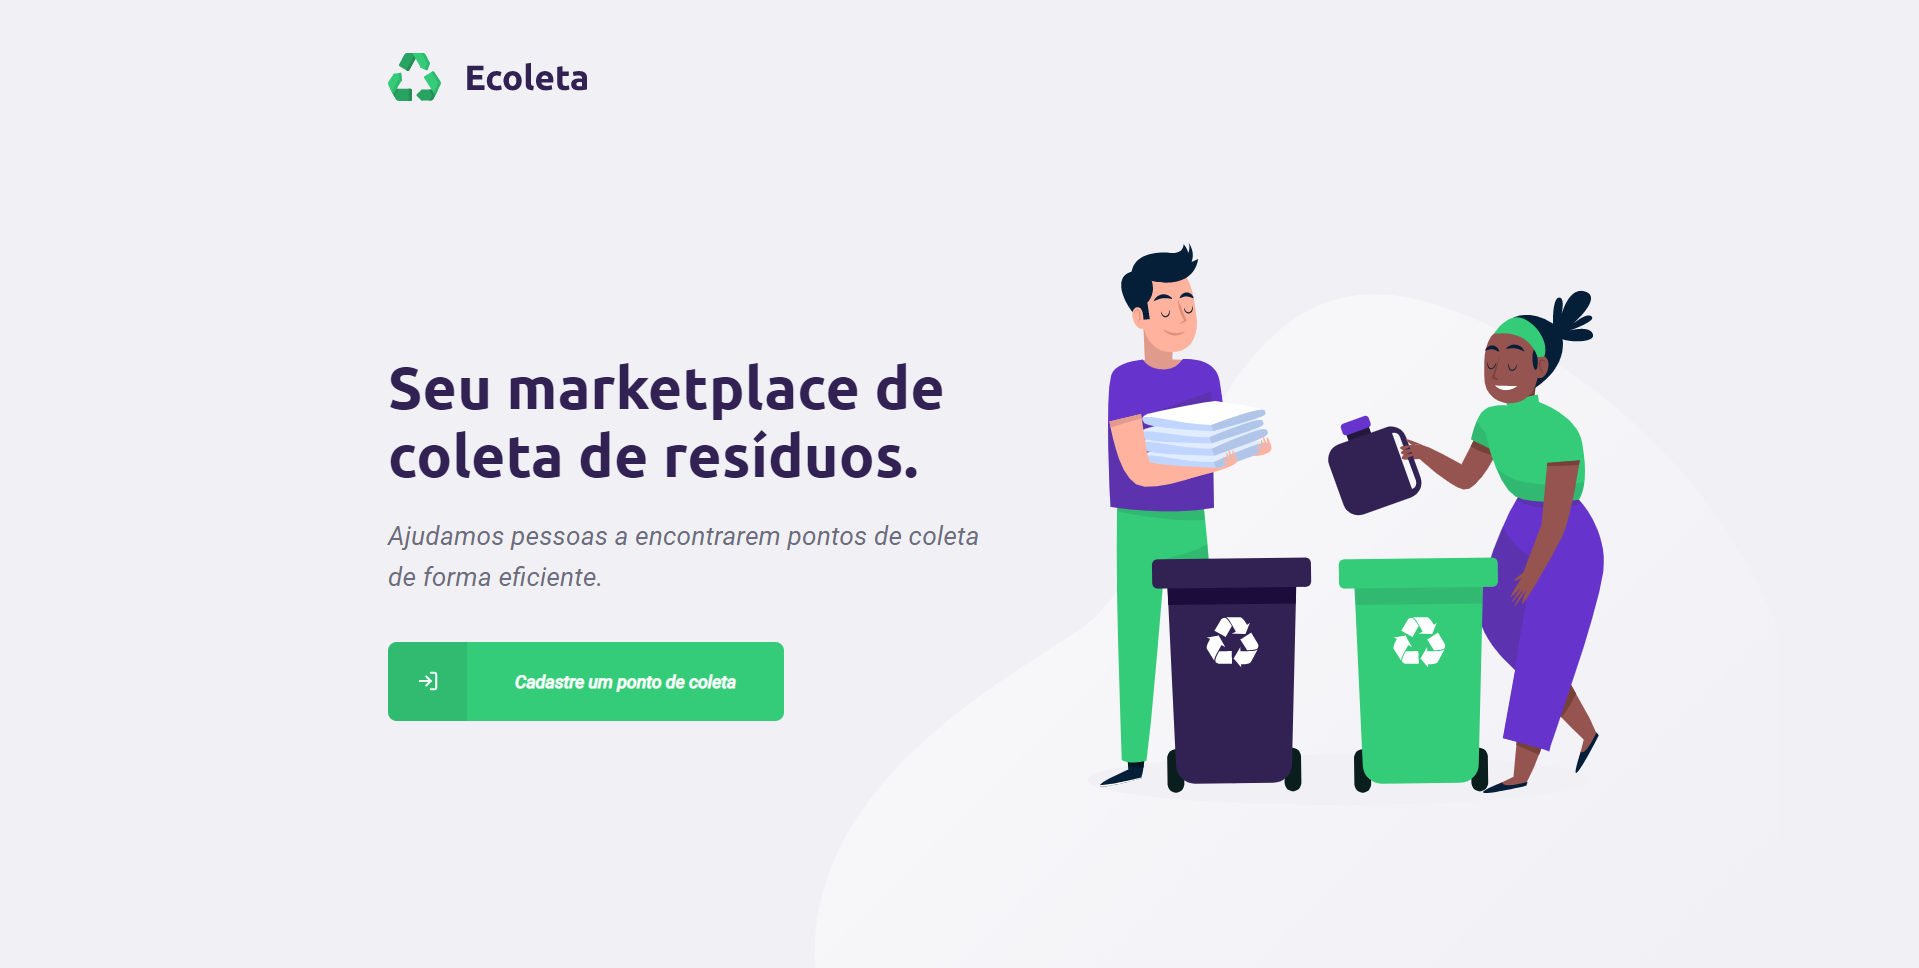 Ecoleta
Seu marketplace de
coleta de resíduos.
Ajudamos pessoas a encontrarem pontos de coleta
de forma eficiente.
Cadastre um ponto de coleta